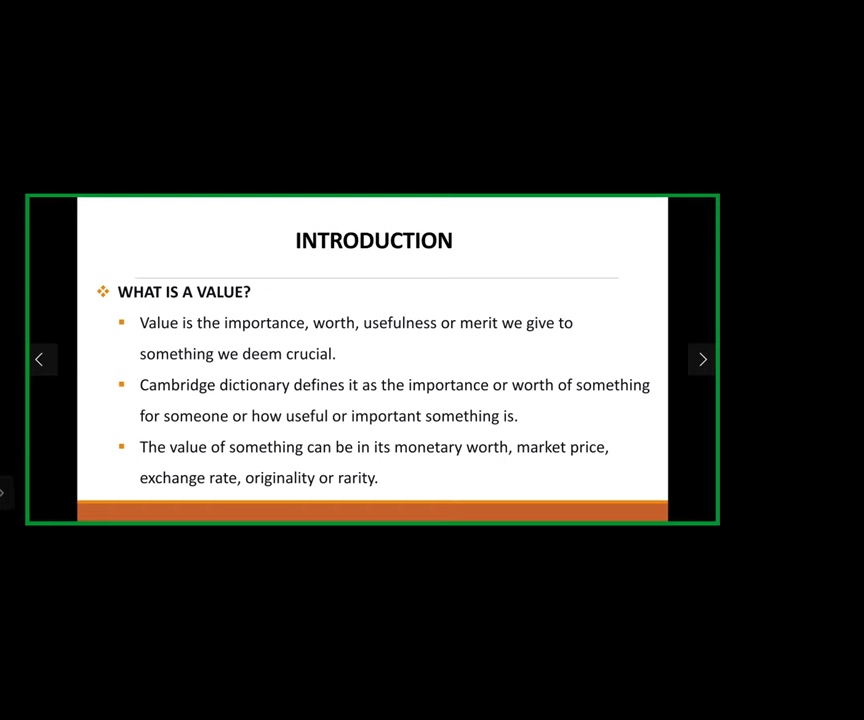 INTRODUCTION
WHAT IS A VALUE?
Value is the importance, worth, usefulness or merit we give to
something we deem crucial.
Cambridge dictionary defines it as the importance or worth of something
for someone or how useful or important something is.
The value of something can be in its monetary worth, market price,
exchange rate, originality or rarity.